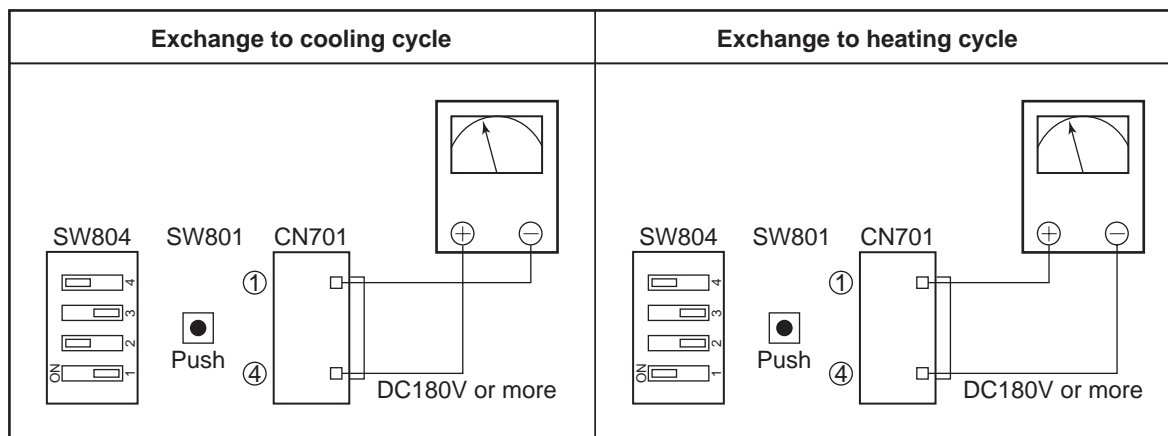 Exchange to cooling cycle
Exchange to heating cycle
SW804 SW801 CN701
+ −
①
4
3
2
1
ON
Push
④
DC180V or more
SW804 SW801 CN701
+ −
①
4
3
2
1
ON
Push
④
DC180V or more